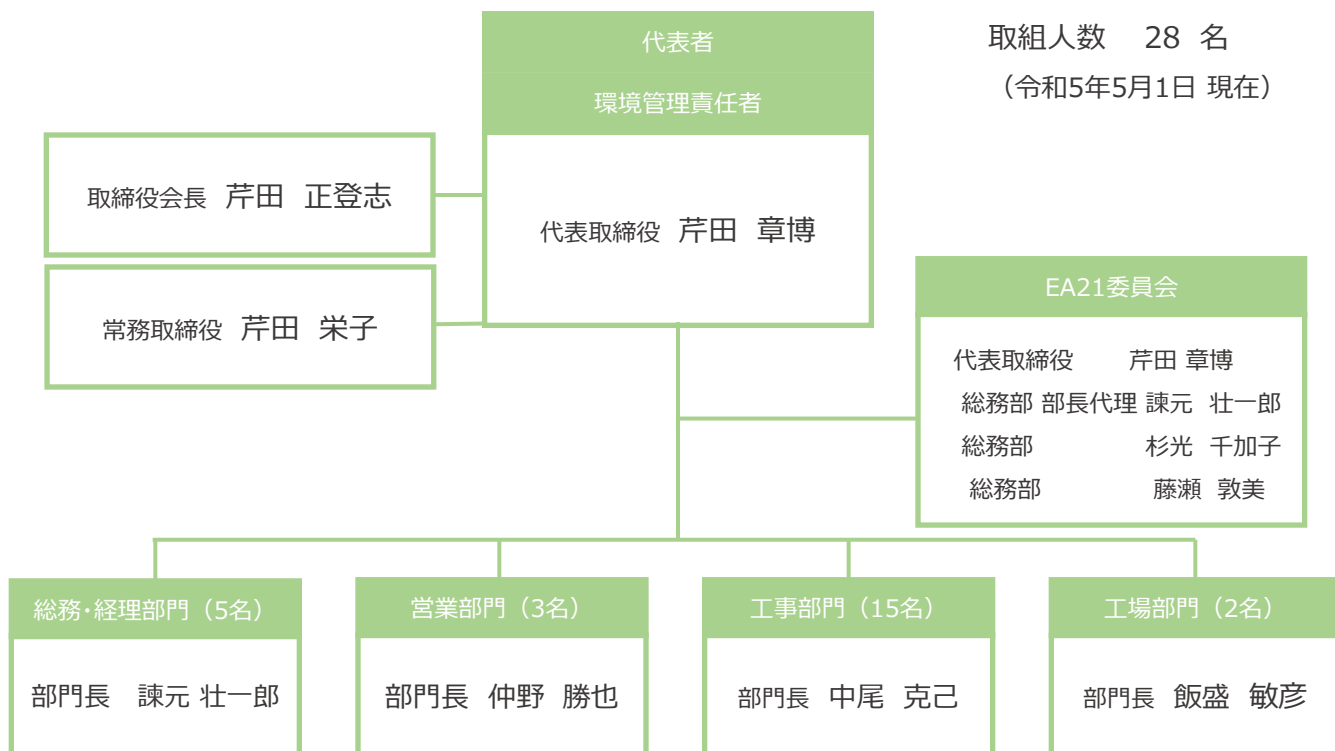 代表者
環境管理責任者
代表取締役 芹田 章博
取組人数 28 名
（令和5年5月1日 現在）
取締役会長 芹田 正登志
常務取締役 芹田 栄子
EA21委員会
代表取締役 芹田 章博
総務部 部長代理 諫元 壮一郎
総務部 杉光 千加子
総務部 藤瀬 敦美
総務・経理部門（5名）
部門長 諫元 壮一郎
営業部門（3名）
部門長 仲野 勝也
工事部門（15名）
部門長 中尾 克己
工場部門（2名）
部門長 飯盛 敏彦